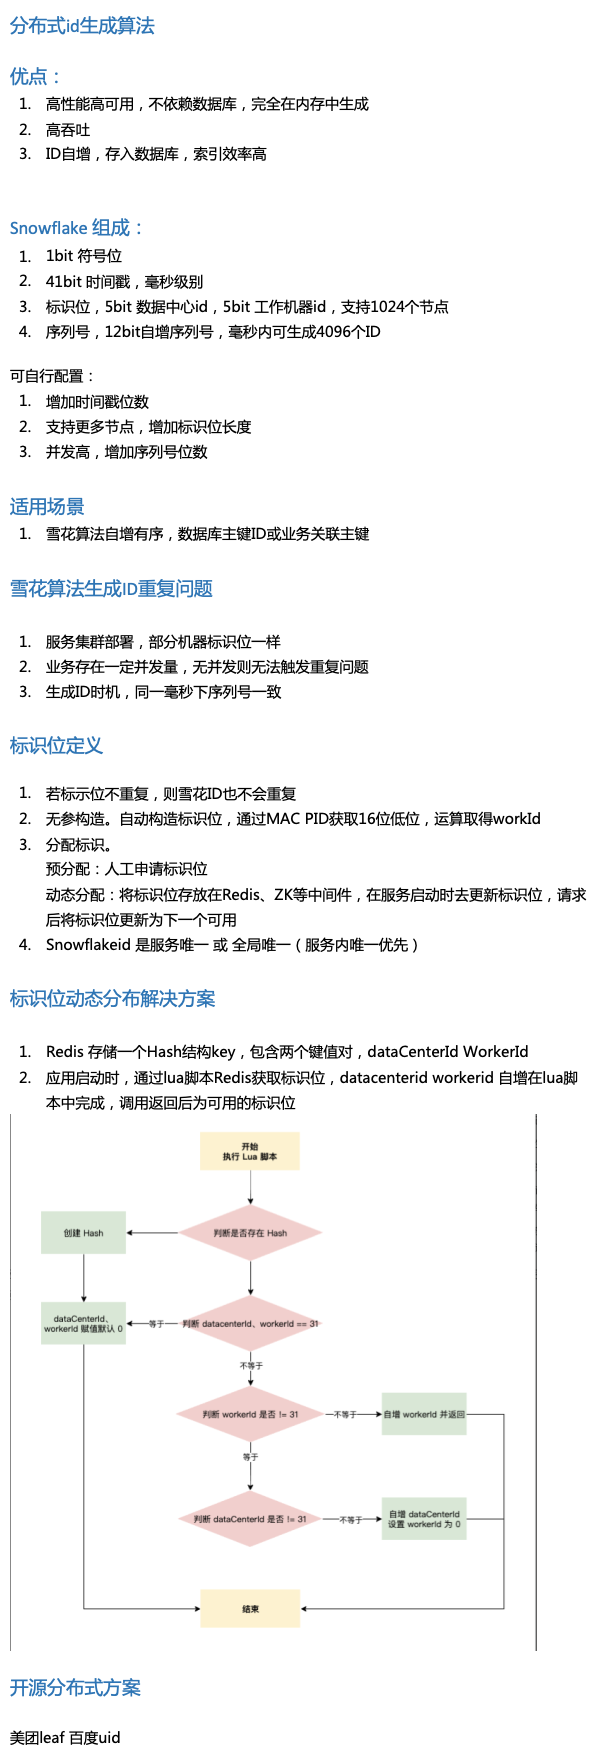 分布式id生成算法
优点：
1. 高性能高可用，不依赖数据库，完全在内存中生成
2. 高吞吐
3. ID自增，存入数据库，索引效率高
Snowflake 组成：
1. 1bit 符号位
2. 41bit 时间戳，毫秒级别
3. 标识位，5bit 数据中心id，5bit 工作机器id，支持1024个节点
4. 序列号，12bit自增序列号，毫秒内可生成4096个ID
可自行配置：
1. 增加时间戳位数
2. 支持更多节点，增加标识位长度
3. 并发高，增加序列号位数
适用场景
1. 雪花算法自增有序，数据库主键ID或业务关联主键
雪花算法生成ID重复问题
1. 服务集群部署，部分机器标识位一样
2. 业务存在一定并发量，无并发则无法触发重复问题
3. 生成ID时机，同一毫秒下序列号一致
标识位定义
1. 若标示位不重复，则雪花ID也不会重复
2. 无参构造。自动构造标识位，通过MAC PID获取16位低位，运算取得workId
3. 分配标识。
预分配：人工申请标识位
动态分配：将标识位存放在Redis、ZK等中间件，在服务启动时去更新标识位，请求
后将标识位更新为下一个可用
4. Snowflakeid 是服务唯一 或 全局唯一（服务内唯一优先）
标识位动态分布解决方案
1. Redis 存储一个Hash结构key，包含两个键值对，dataCenterId WorkerId
2. 应用启动时，通过lua脚本Redis获取标识位，datacenterid workerid 自增在lua脚
本中完成，调用返回后为可用的标识位
开始
执行 Lua 脚本
创建 Hash
判断是否存在 Hash
dataCenterId、
workerId 赋值默认 0
等于
判断 datacenterId、workerId == 31
不等于
判断 workerId 是否 != 31
不等于
自增 workerId 并返回
等于
判断 dataCenterId 是否 != 31
不等于
自增 dataCenterId
设置 workerId 为 0
结束
开源分布式方案
美团leaf 百度uid